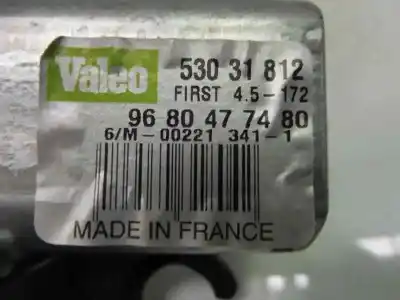 Valeo
530 31 812
FIRST 4.5-172
96 80 47 74 80
6/M-00221 341-1
MADE IN FRANCE